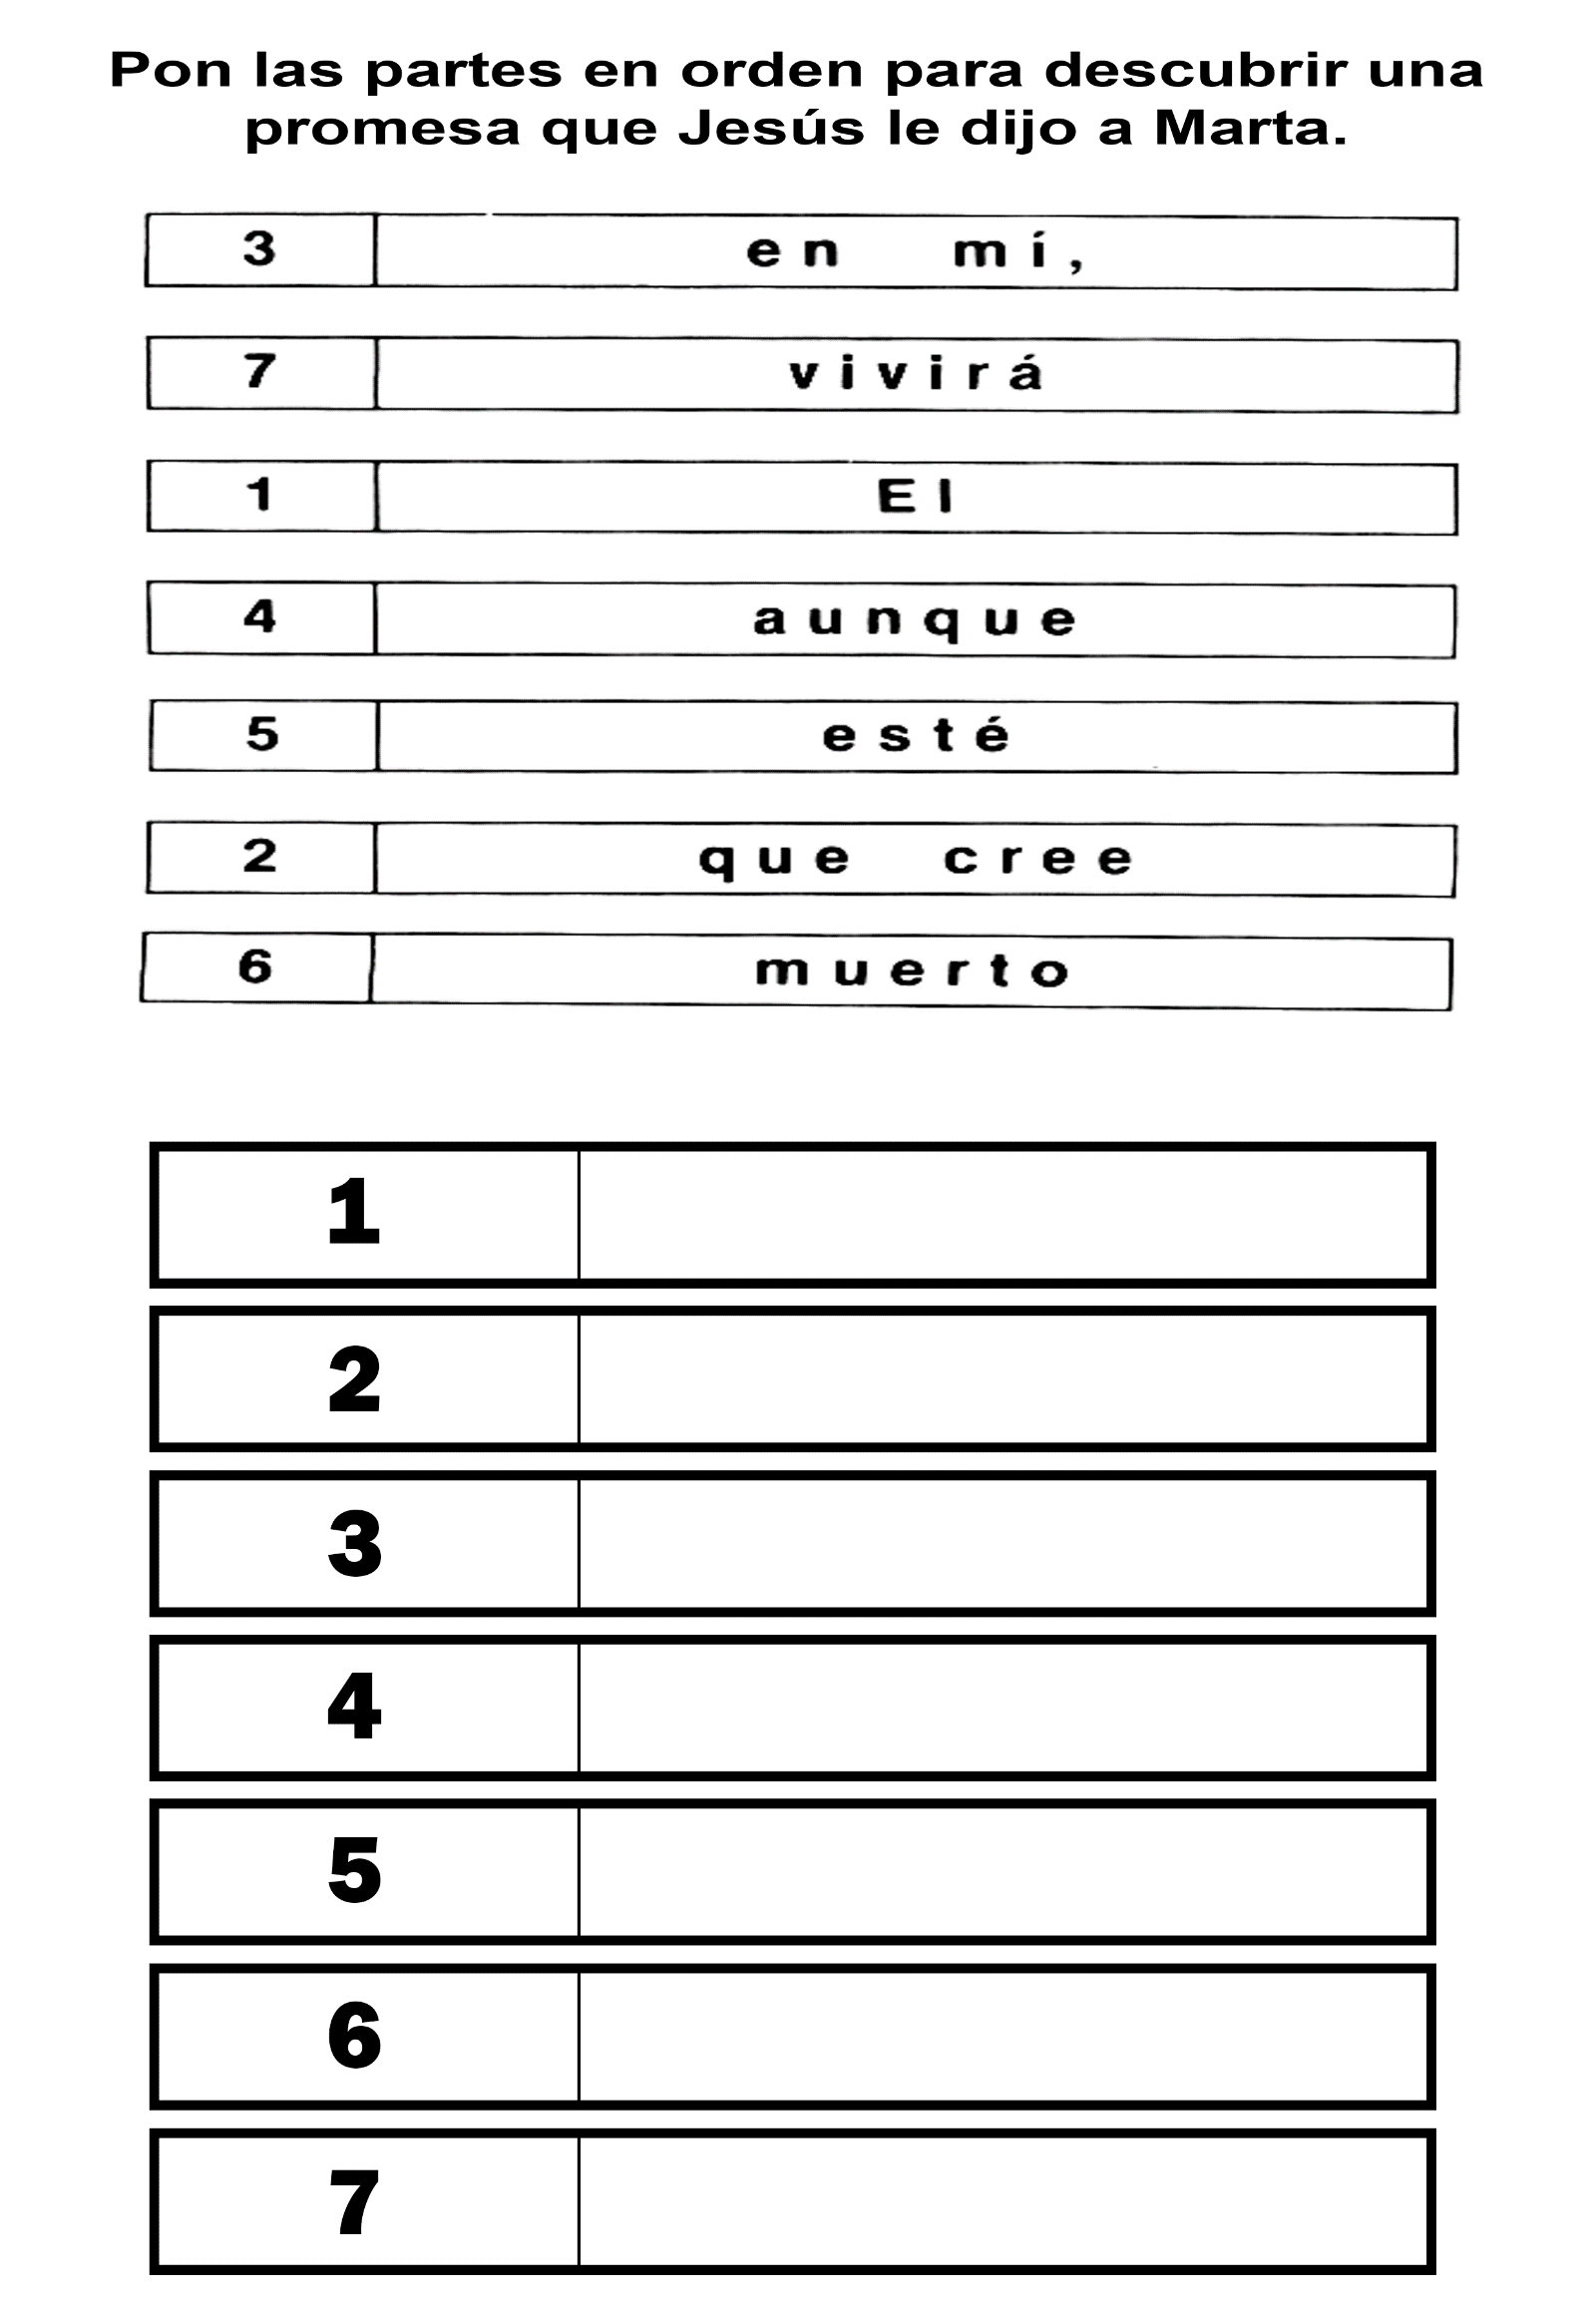 Pon las partes en orden para descubrir una
promesa que Jesús le dijo a Marta.
3 en mí,
7 vivirá
1 El
4 aunque
5 esté
2 que cree
6 muerto
1
2
3
4
5
6
7